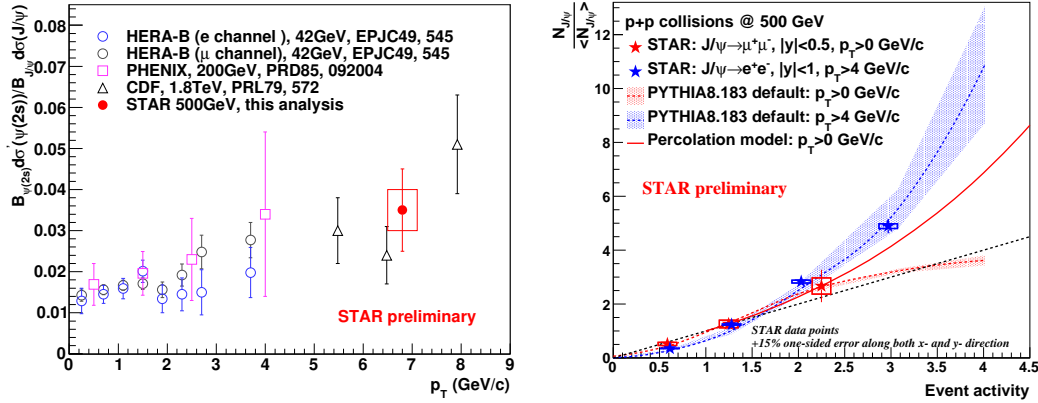 B_ψ(2s)dσ(ψ(2s))/B_J/ψ dσ(J/ψ)
0.08
0.07
0.06
0.05
0.04
0.03
0.02
0.01
0
HERA-B (e channel ), 42GeV, EPJC49, 545
HERA-B (μ channel), 42GeV, EPJC49, 545
PHENIX, 200GeV, PRD85, 092004
CDF, 1.8TeV, PRL79, 572
STAR 500GeV, this analysis
STAR preliminary
0 1 2 3 4 5 6 7 8 9
p_T (GeV/c)
N_J/ψ
<N_J/ψ>
12
10
8
6
4
2
0
p+p collisions @ 500 GeV
STAR: J/ψ→μ⁺μ⁻, |y|<0.5, p_T>0 GeV/c
STAR: J/ψ→e⁺e⁻, |y|<1, p_T>4 GeV/c
PYTHIA8.183 default: p_T>0 GeV/c
PYTHIA8.183 default: p_T>4 GeV/c
Percolation model: p_T>0 GeV/c
STAR preliminary
STAR data points
+15% one-sided error along both x- and y- direction
0.0 0.5 1 1.5 2 2.5 3 3.5 4 4.5
Event activity